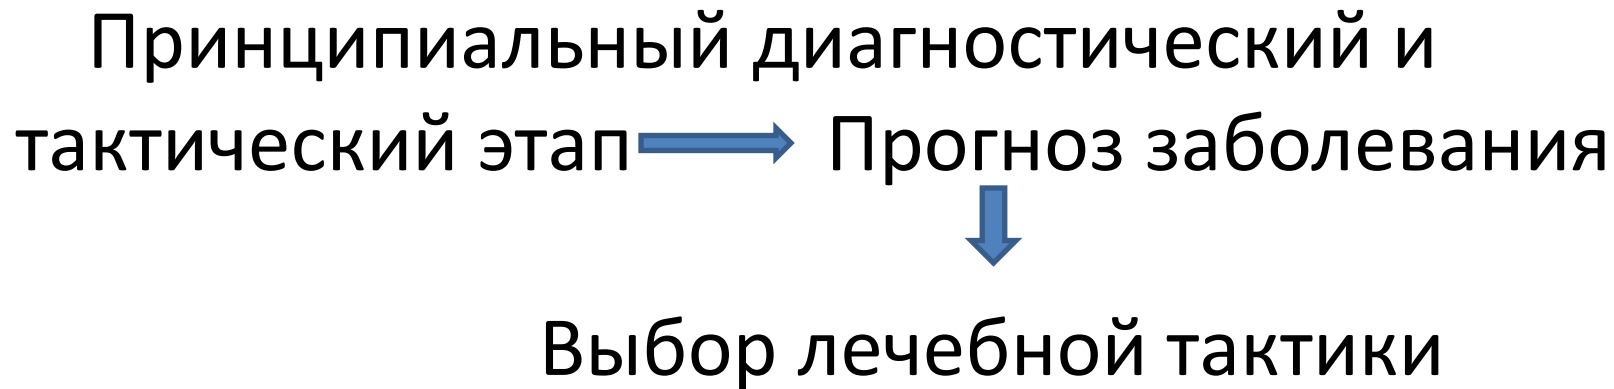 Принципиальный диагностический и
тактический этап Прогноз заболевания
Выбор лечебной тактики